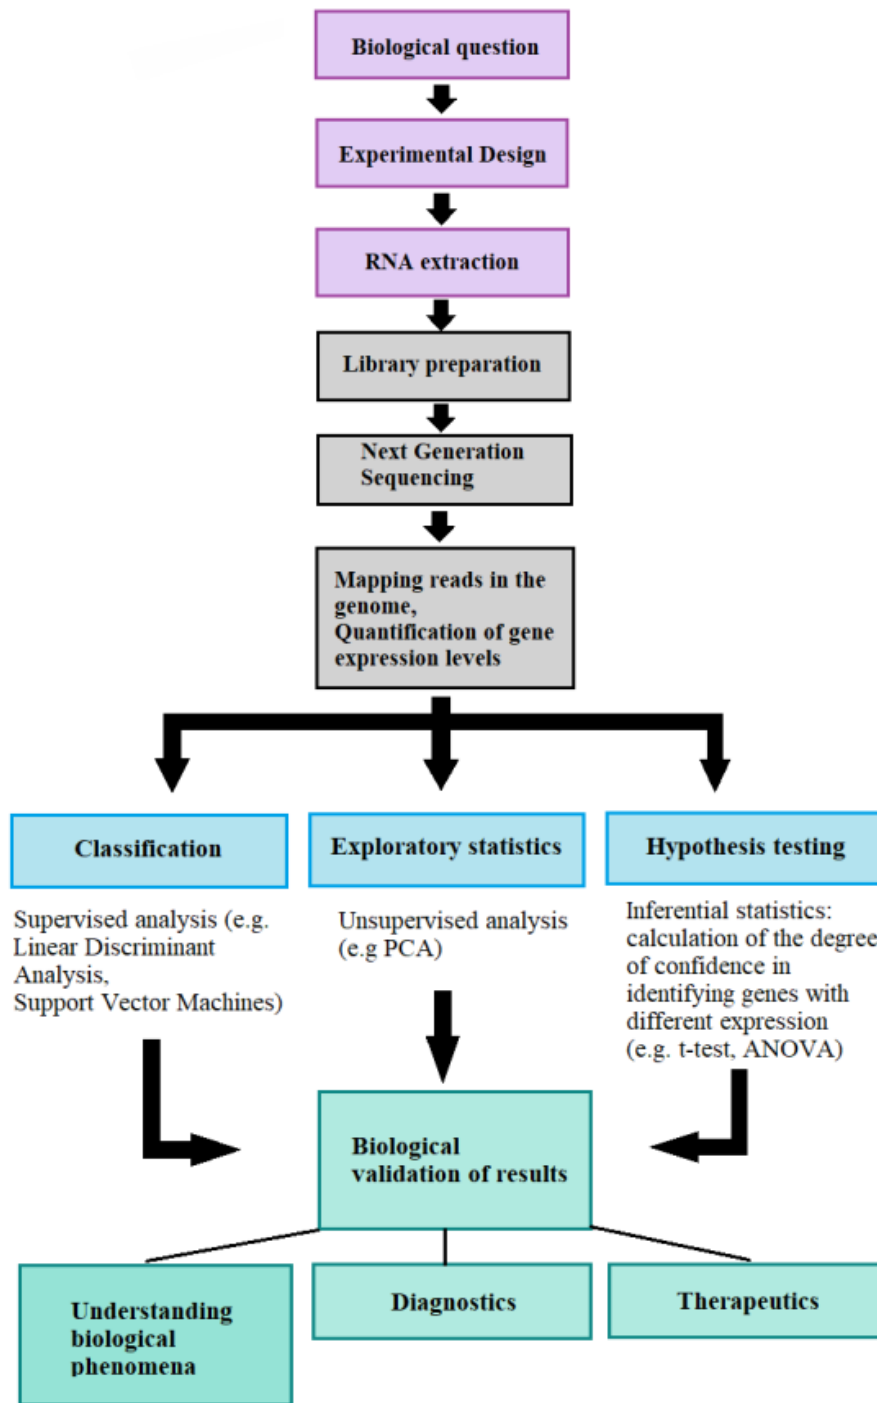 Biological question
Experimental Design
RNA extraction
Library preparation
Next Generation
Sequencing
Mapping reads in the
genome,
Quantification of gene
expression levels
Classification
Exploratory statistics
Hypothesis testing
Supervised analysis (e.g.
Linear Discriminant
Analysis,
Support Vector Machines)
Unsupervised analysis
(e.g PCA)
Inferential statistics:
calculation of the degree
of confidence in
identifying genes with
different expression
(e.g. t-test, ANOVA)
Biological
validation of results
Understanding
biological
phenomena
Diagnostics
Therapeutics